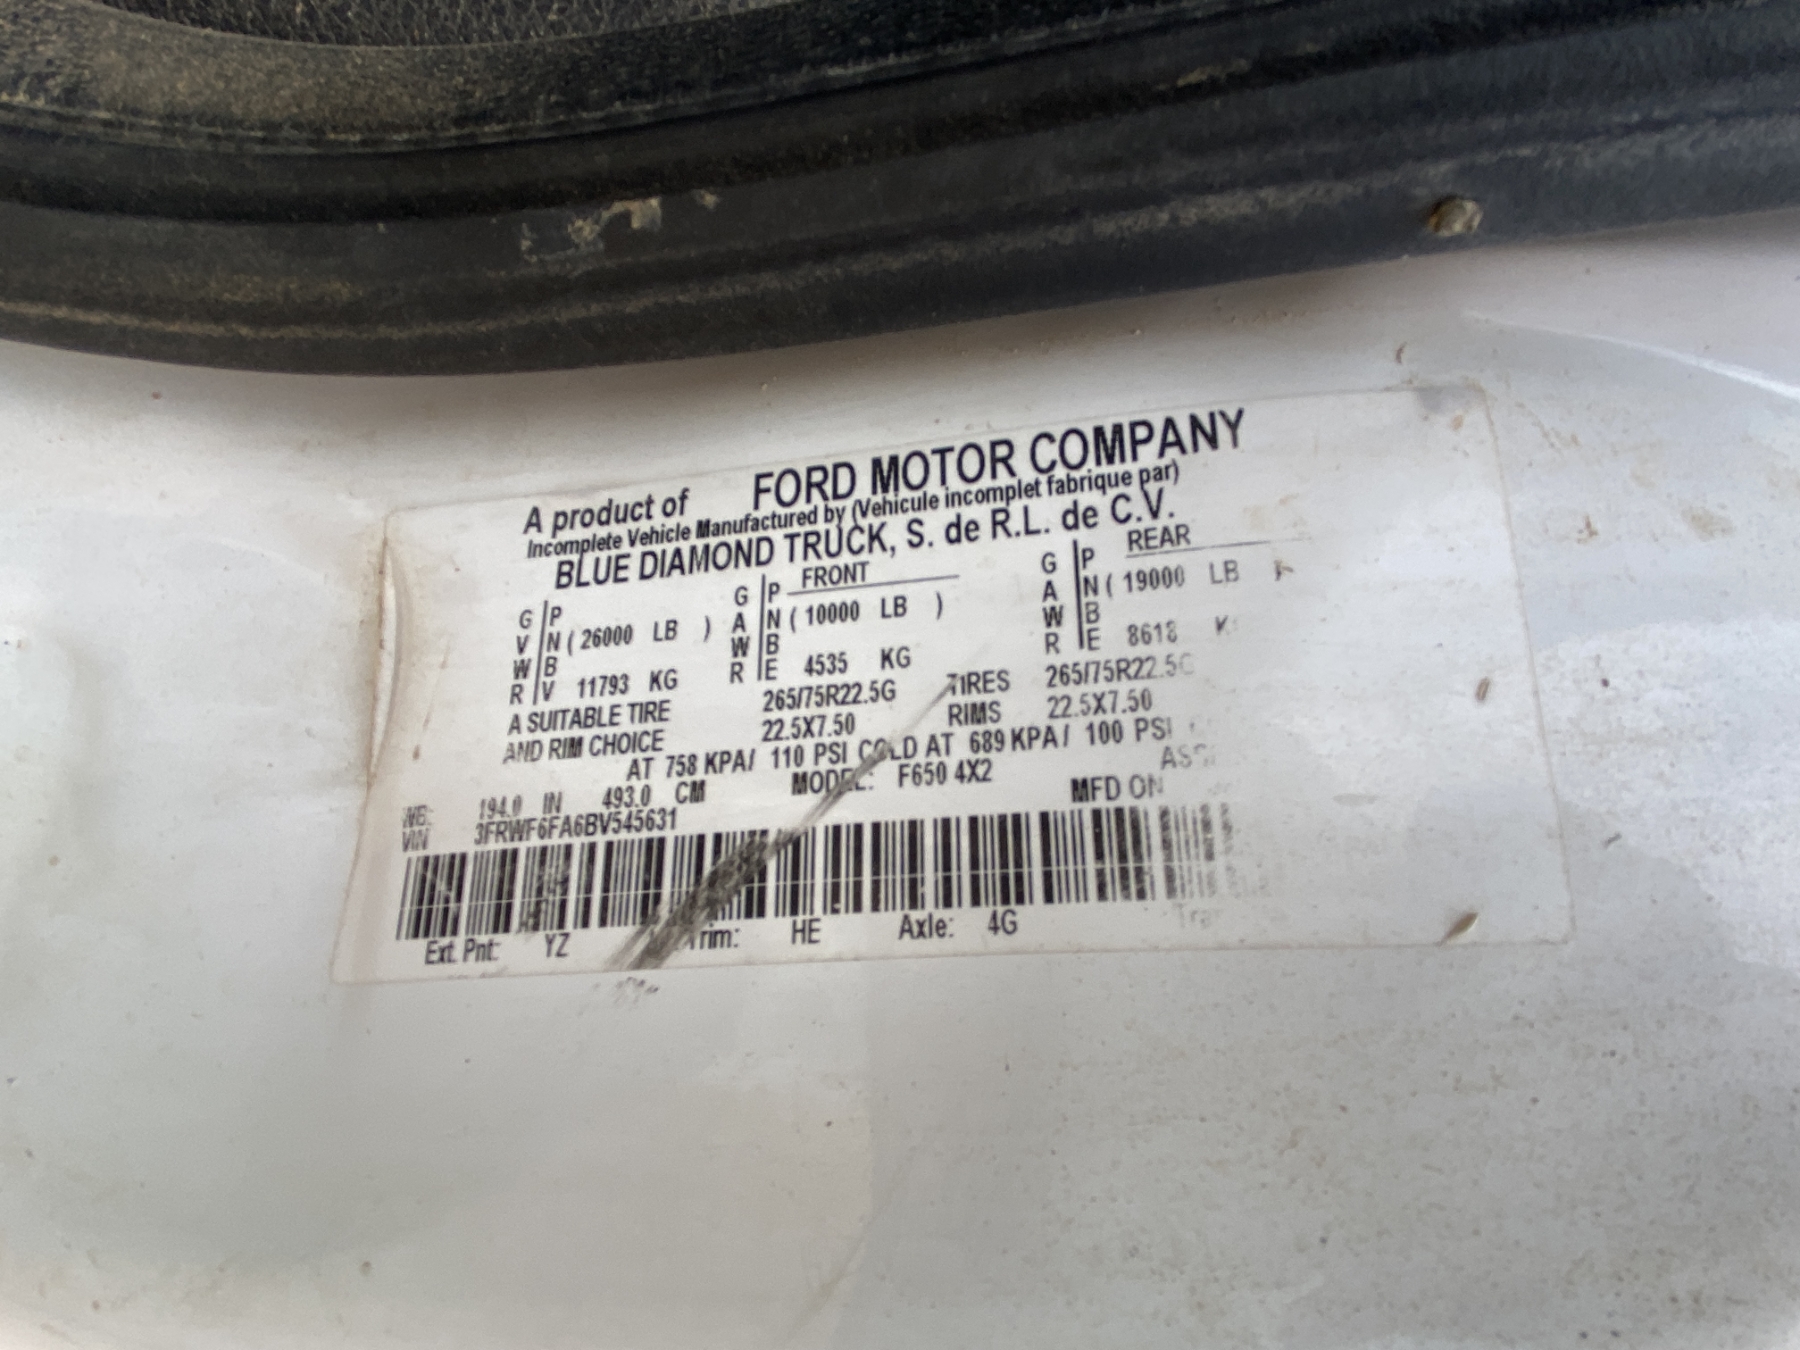 A product of FORD MOTOR COMPANY
Incomplete Vehicle Manufactured by (Vehicule incomplet fabrique par)
BLUE DIAMOND TRUCK, S. de R.L. de C.V.
FRONT REAR
G P G P G P
V N ( 26000 LB ) A N ( 10000 LB ) A N ( 19000 LB )
W B W B W B
R V 11793 KG R E 4535 KG R E 8618
A SUITABLE TIRE 265/75R22.5G TIRES
AND RIM CHOICE 22.5X7.50 RIMS 22.5X7.50
AT 758 KPA/ 110 PSI COLD AT 689 KPA/ 100 PSI
WB: 194.0 IN 493.0 CM MODEL: F650 4X2
VIN 3FRWF6FA6BV545631 MFD ON
Ext. Pnt: YZ Trim: HE Axle: 4G